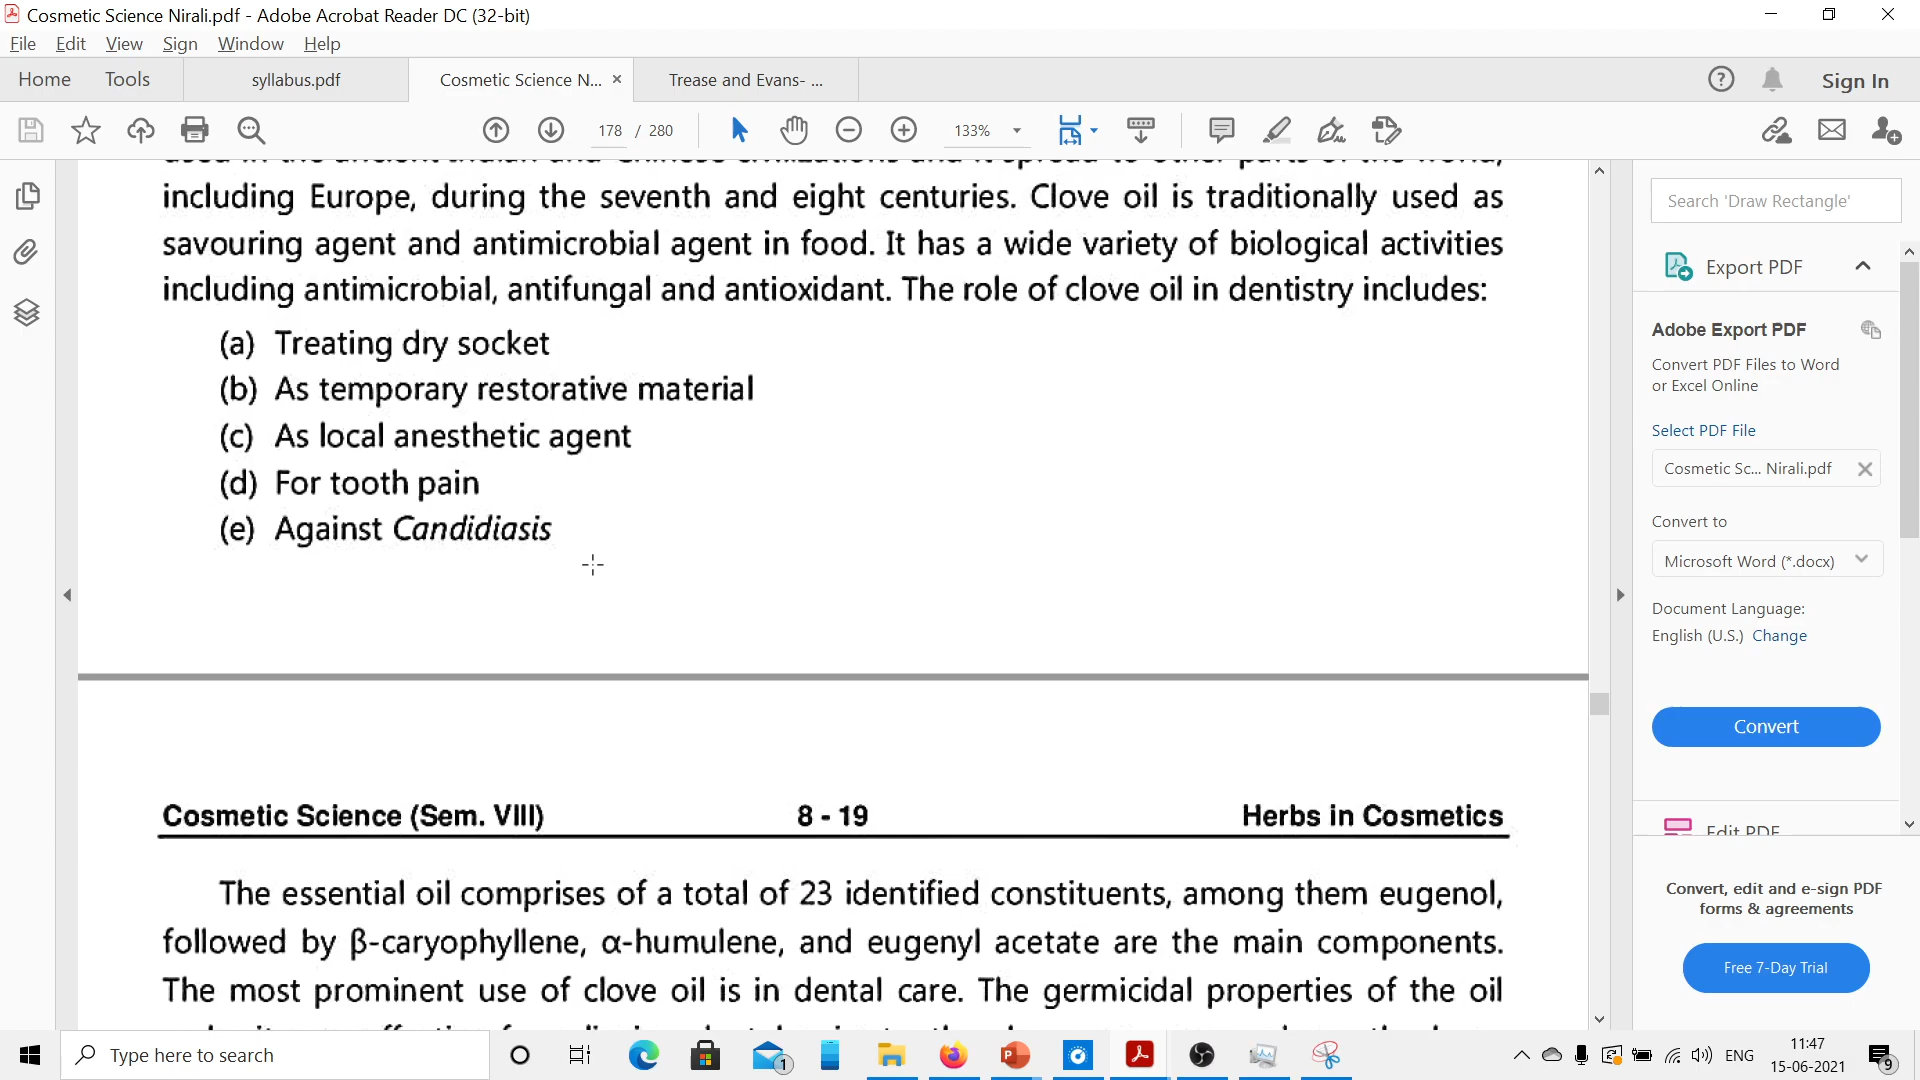 Cosmetic Science Nirali.pdf - Adobe Acrobat Reader DC (32-bit)
File Edit View Sign Window Help
Home Tools syllabus.pdf Cosmetic Science N... × Trease and Evans- ... Sign In
178 / 280 133%
including Europe, during the seventh and eight centuries. Clove oil is traditionally used as
savouring agent and antimicrobial agent in food. It has a wide variety of biological activities
including antimicrobial, antifungal and antioxidant. The role of clove oil in dentistry includes:
(a) Treating dry socket
(b) As temporary restorative material
(c) As local anesthetic agent
(d) For tooth pain
(e) Against Candidiasis
Cosmetic Science (Sem. VIII) 8 - 19 Herbs in Cosmetics
The essential oil comprises of a total of 23 identified constituents, among them eugenol,
followed by β-caryophyllene, α-humulene, and eugenyl acetate are the main components.
The most prominent use of clove oil is in dental care. The germicidal properties of the oil
Search 'Draw Rectangle'
Export PDF
Adobe Export PDF
Convert PDF Files to Word
or Excel Online
Select PDF File
Cosmetic Sc... Nirali.pdf
Convert to
Microsoft Word (*.docx)
Document Language:
English (U.S.) Change
Convert
Edit PDF
Convert, edit and e-sign PDF
forms & agreements
Free 7-Day Trial
Type here to search
1
ENG
11:47
15-06-2021
9